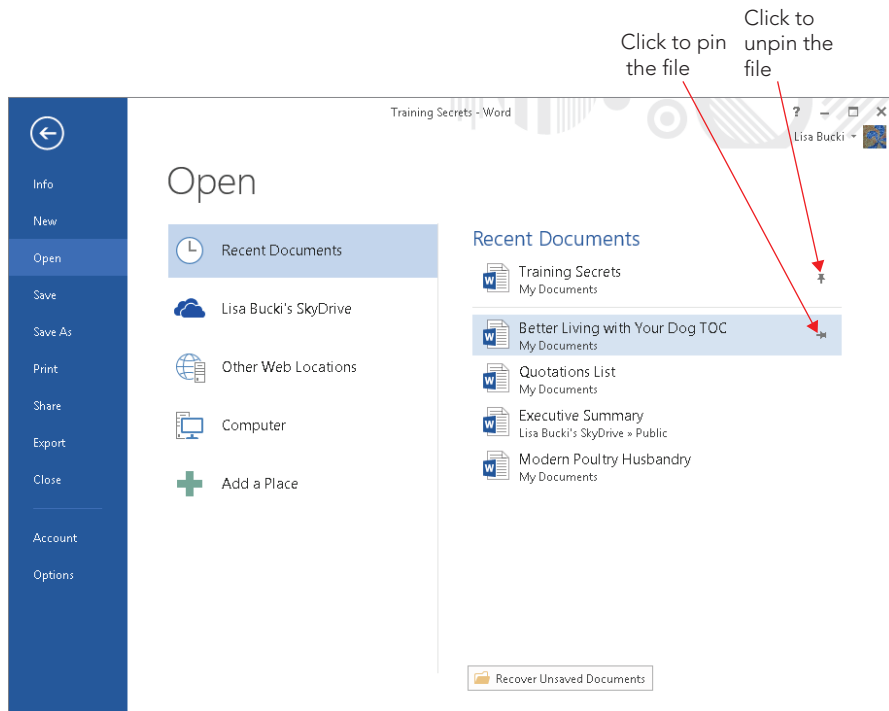 Click to pin
the file
Click to
unpin the
file
Training Secrets - Word
?
Lisa Bucki
Info
New
Open
Save
Save As
Print
Share
Export
Close
Account
Options
Open
Recent Documents
Lisa Bucki's SkyDrive
Other Web Locations
Computer
Add a Place
Recent Documents
W
Training Secrets
My Documents
W
Better Living with Your Dog TOC
My Documents
W
Quotations List
My Documents
W
Executive Summary
Lisa Bucki's SkyDrive » Public
W
Modern Poultry Husbandry
My Documents
Recover Unsaved Documents